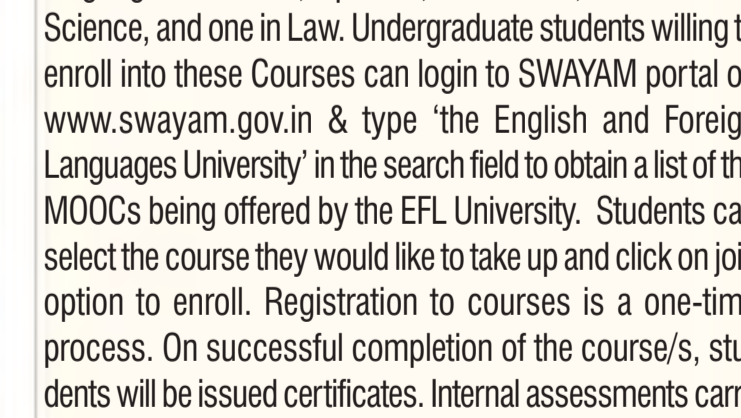 Science, and one in Law. Undergraduate students willing t
enroll into these Courses can login to SWAYAM portal o
www.swayam.gov.in & type ‘the English and Foreig
Languages University’ in the search field to obtain a list of th
MOOCs being offered by the EFL University. Students ca
select the course they would like to take up and click on joi
option to enroll. Registration to courses is a one-tim
process. On successful completion of the course/s, stu
dents will be issued certificates. Internal assessments carr